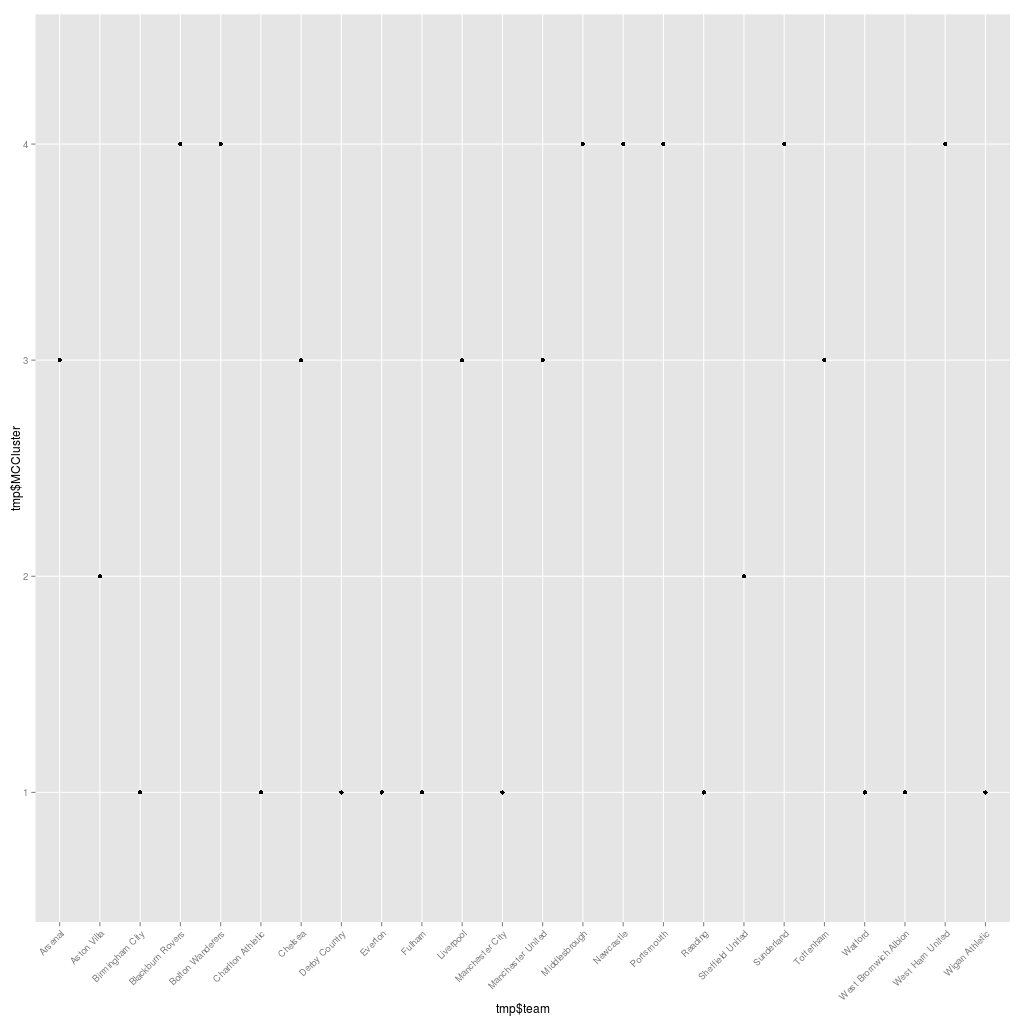 4
3
2
1
tmp$MCCluster
Arsenal
Aston Villa
Birmingham City
Blackburn Rovers
Bolton Wanderers
Charlton Athletic
Chelsea
Derby Country
Everton
Fulham
Liverpool
Manchester City
Manchaster United
Middlesbrough
Newcastle
Portsmouth
Reading
Sheffield United
Sunderland
Tottenham
Watford
West Bromwich Albion
West Ham United
Wigan Athletic
tmp$team